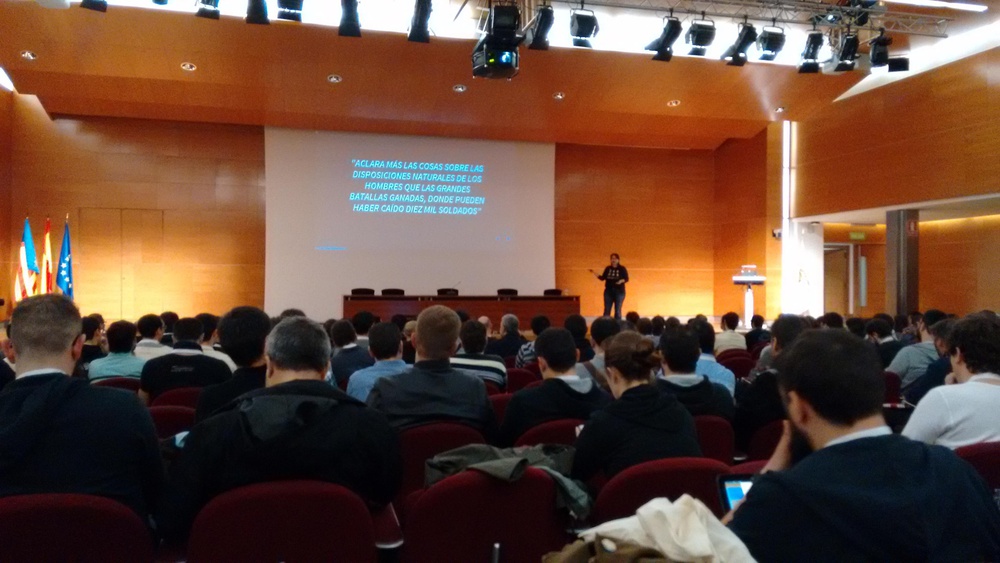 "ACLARA MÁS LAS COSAS SOBRE LAS
DISPOSICIONES NATURALES DE LOS
HOMBRES QUE LAS GRANDES
BATALLAS GANADAS, DONDE PUEDEN
HABER CAÍDO DIEZ MIL SOLDADOS"